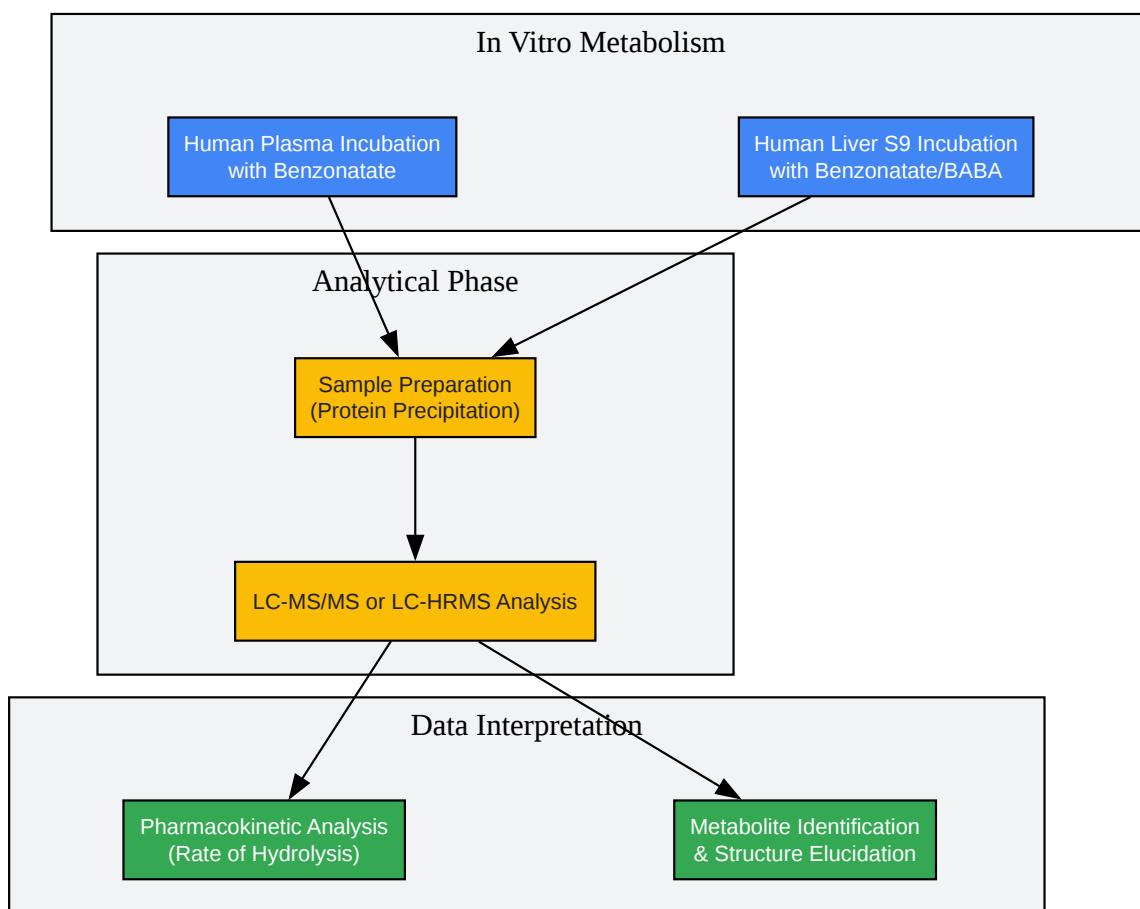 In Vitro Metabolism
Human Plasma Incubation
with Benzonatate
Human Liver S9 Incubation
with Benzonatate/BABA
Analytical Phase
Sample Preparation
(Protein Precipitation)
LC-MS/MS or LC-HRMS Analysis
Data Interpretation
Pharmacokinetic Analysis
(Rate of Hydrolysis)
Metabolite Identification
& Structure Elucidation